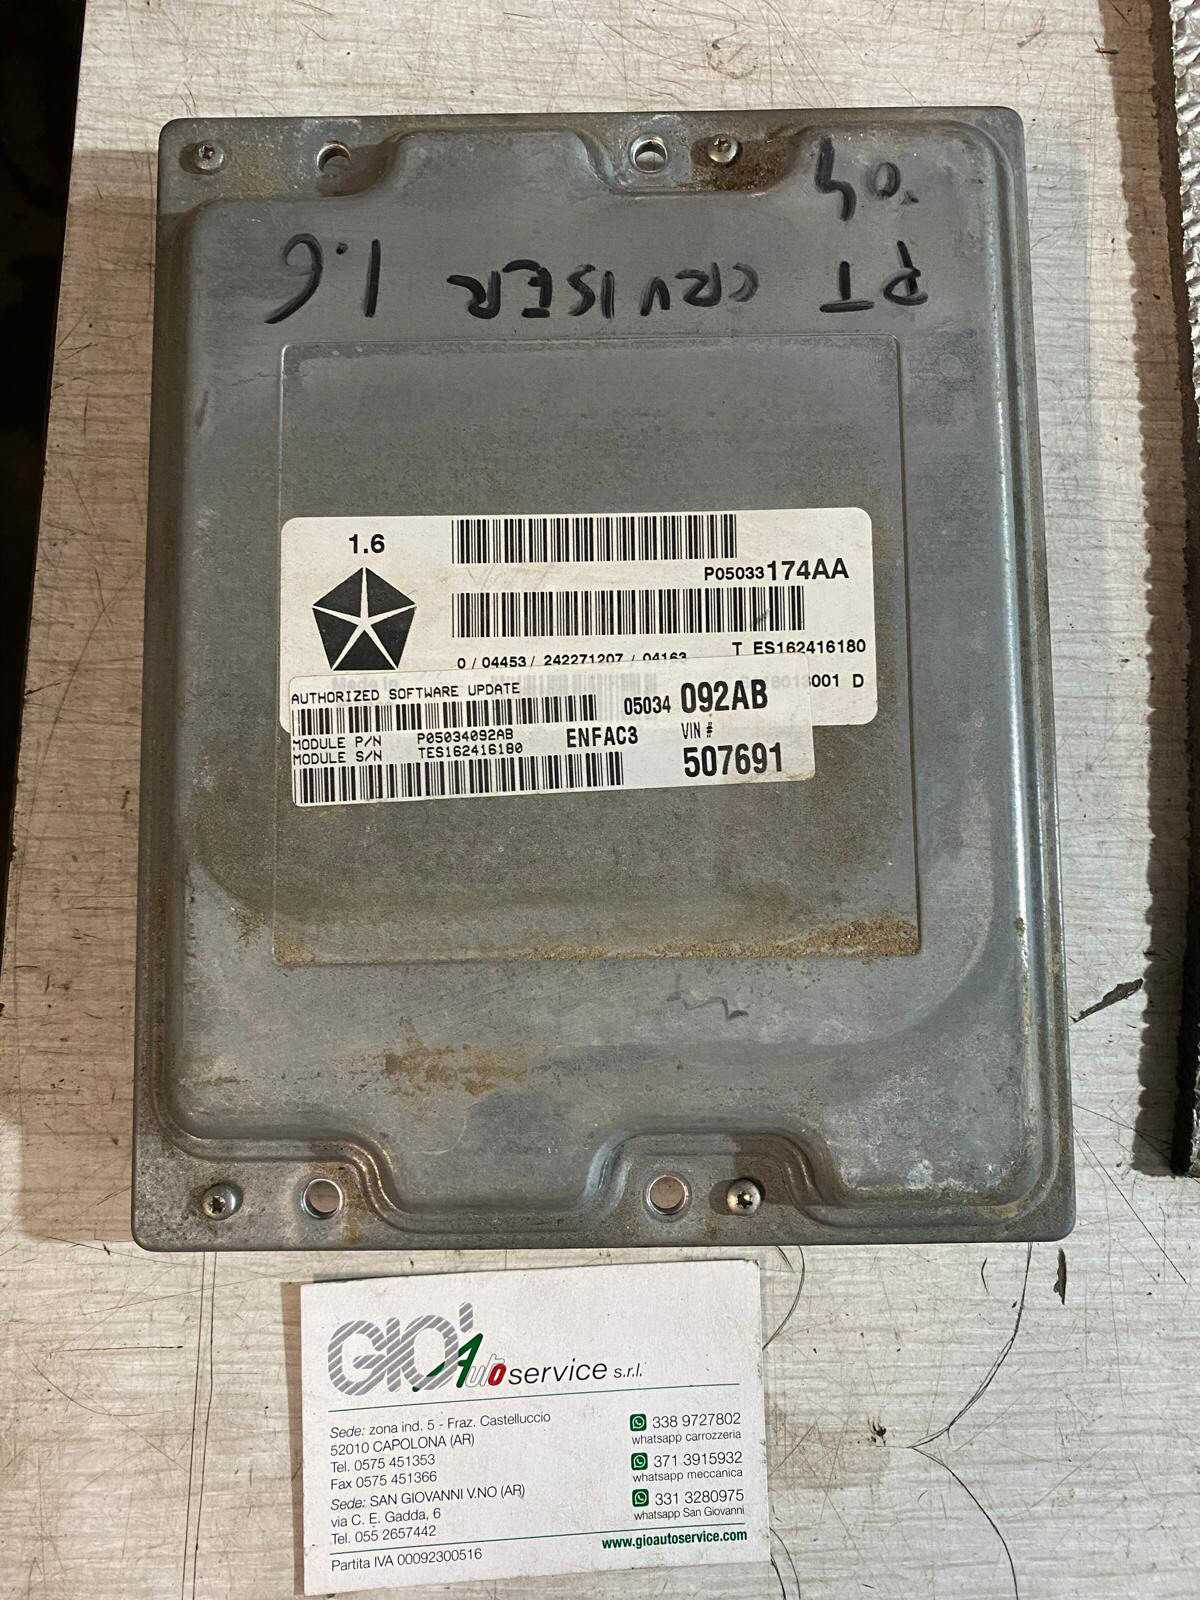 04
PT CRUISER 1.6
1.6
P05033174AA
0 / 04453 / 242271207 / 04163
T ES162416180
001 D
AUTHORIZED SOFTWARE UPDATE
05034 092AB
MODULE P/N P05034092AB
MODULE S/N TES162416180
ENFAC3
VIN #
507691
GIO' Auto service s.r.l.
Sede: zona ind. 5 - Fraz. Castelluccio
52010 CAPOLONA (AR)
Tel. 0575 451353
Fax 0575 451366
Sede: SAN GIOVANNI V.NO (AR)
via C. E. Gadda, 6
Tel. 055 2657442
Partita IVA 00092300516
338 9727802
whatsapp carrozzeria
371 3915932
whatsapp meccanica
331 3280975
whatsapp San Giovanni
www.gioautoservice.com